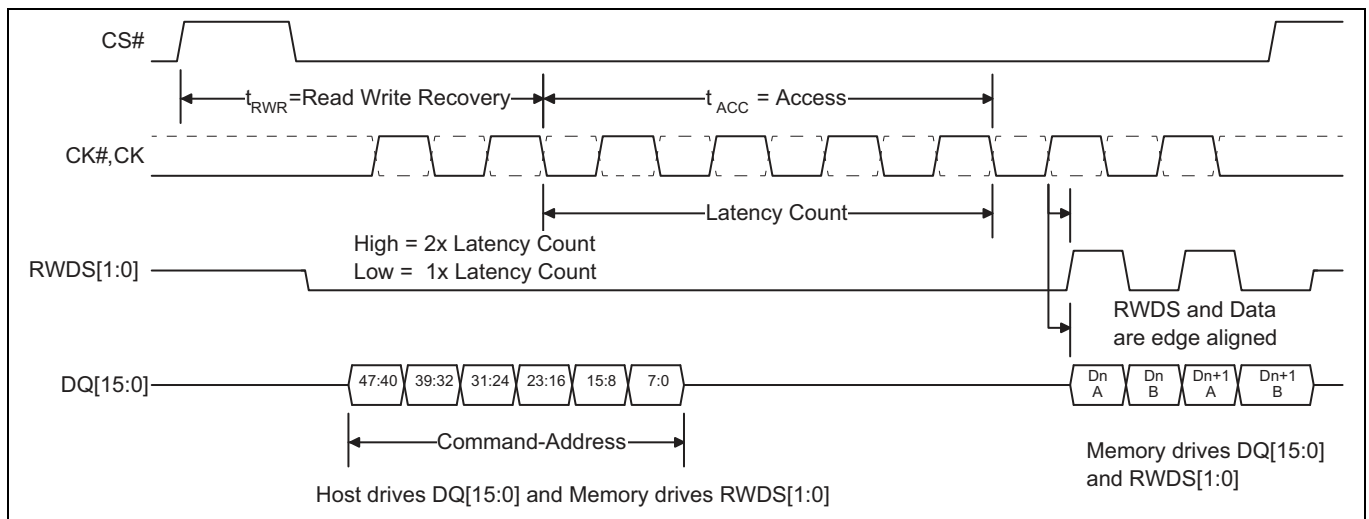 CS#
tRWR=Read Write Recovery
tACC = Access
CK#,CK
Latency Count
High = 2x Latency Count
Low = 1x Latency Count
RWDS[1:0]
RWDS and Data
are edge aligned
DQ[15:0]
47:40 39:32 31:24 23:16 15:8 7:0
Dn Dn Dn+1 Dn+1
A B A B
Command-Address
Memory drives DQ[15:0]
and RWDS[1:0]
Host drives DQ[15:0] and Memory drives RWDS[1:0]